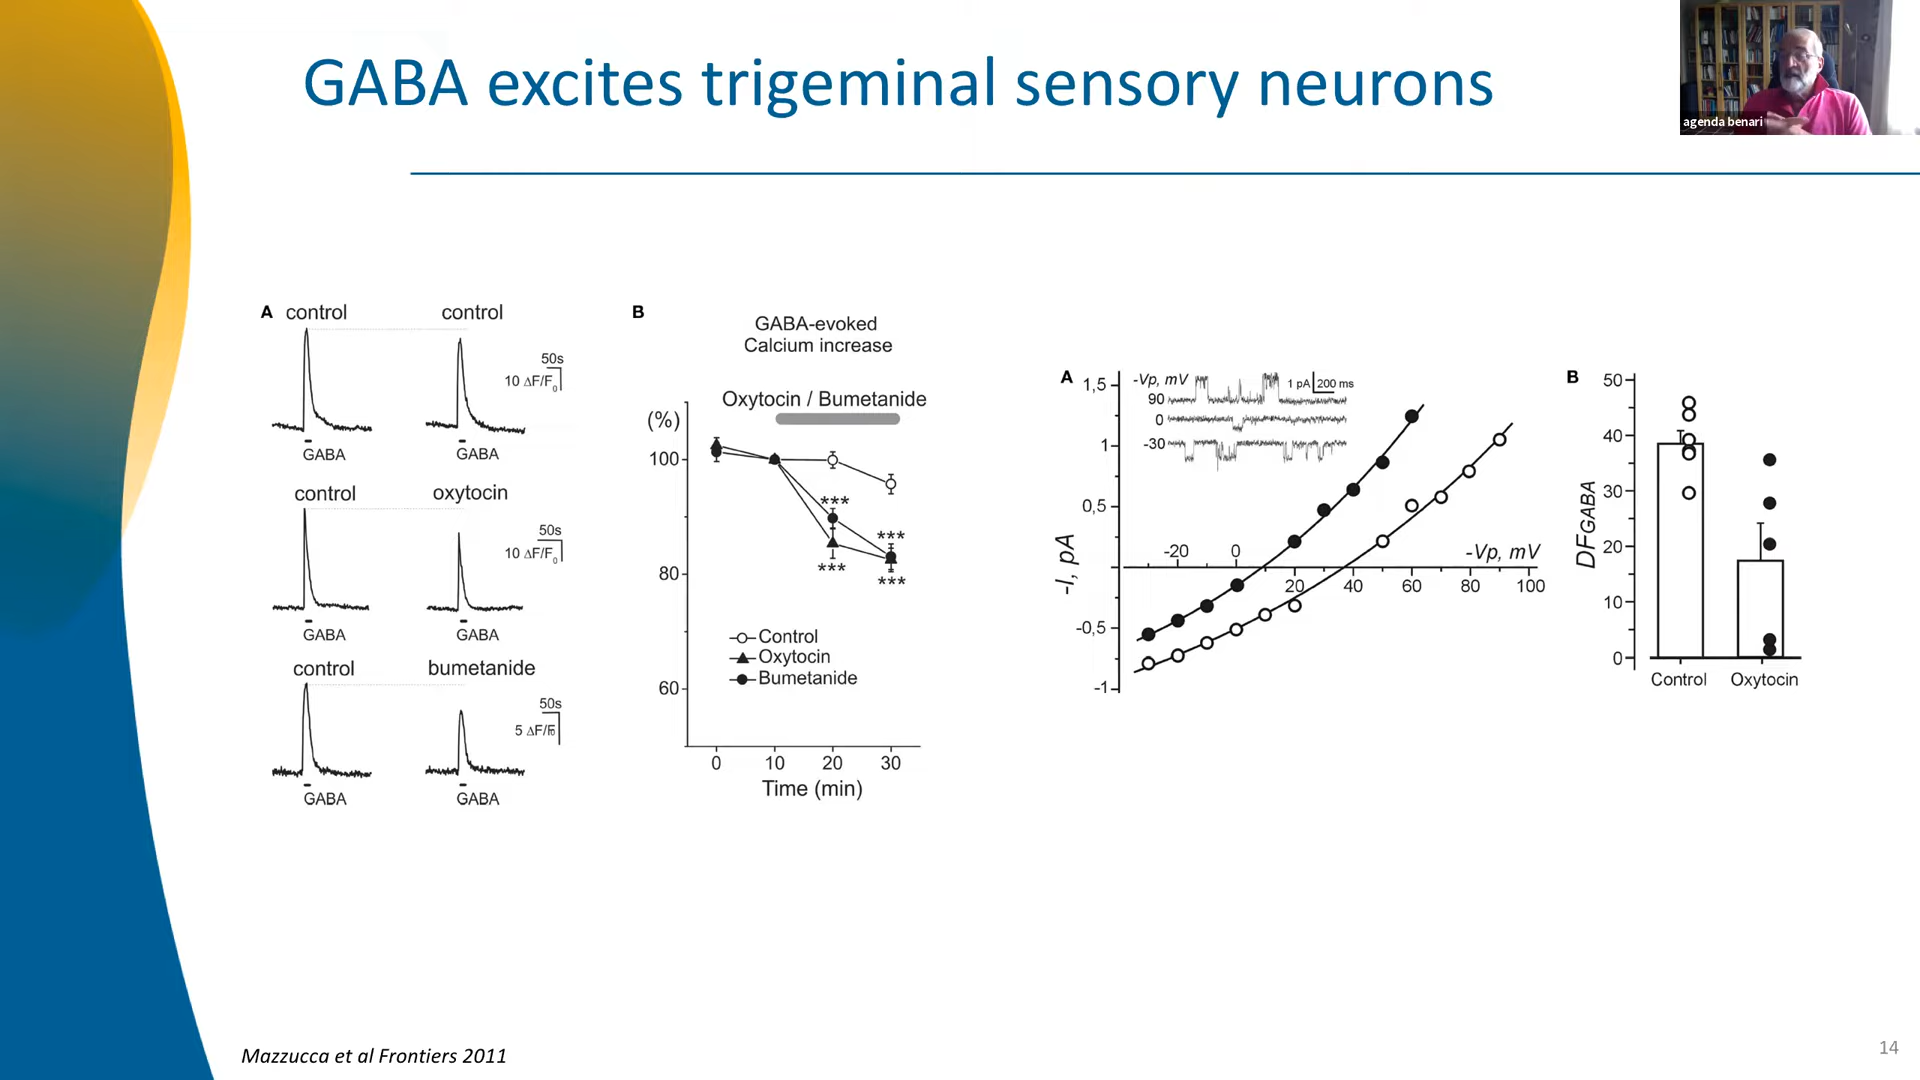 GABA excites trigeminal sensory neurons
agenda benari
A
control
control
50s
10 ΔF/F0
GABA
GABA
control
oxytocin
50s
10 ΔF/F0
GABA
GABA
control
bumetanide
50s
5 ΔF/F0
GABA
GABA
B
GABA-evoked
Calcium increase
Oxytocin / Bumetanide
(%)
100
80
60
***
***
***
***
Control
Oxytocin
Bumetanide
0 10 20 30
Time (min)
A
-I, pA
1,5
1
0,5
-0,5
-1
-Vp, mV
90
0
-30
1 pA
200 ms
-20 0
-Vp, mV
20 40 60 80 100
B
DFGABA
50
40
30
20
10
0
Control Oxytocin
Mazzucca et al Frontiers 2011
14